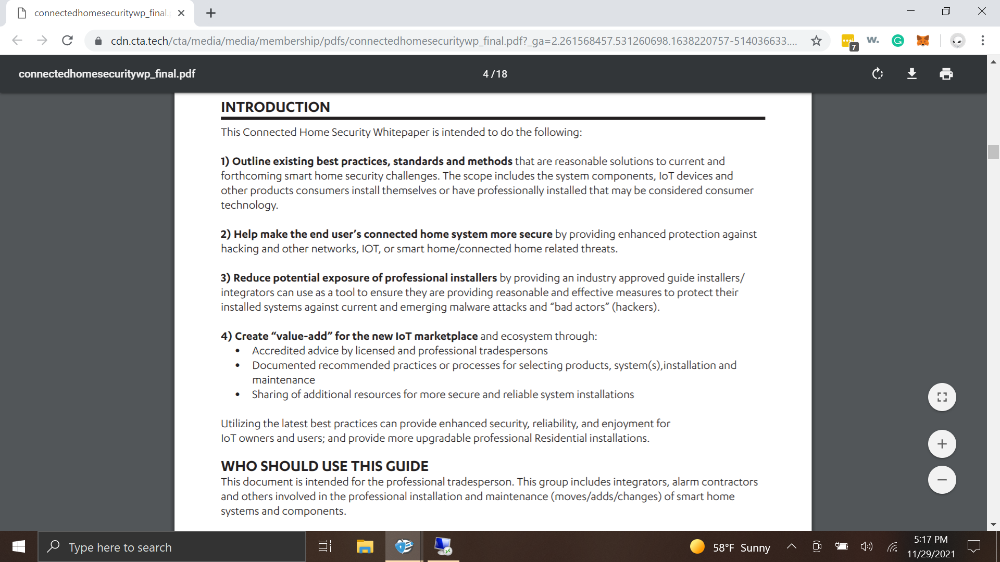 connectedhomesecuritywp_final.
cdn.cta.tech/cta/media/media/membership/pdfs/connectedhomesecuritywp_final.pdf?_ga=2.261568457.531260698.1638220757-514036633....
7
w.
connectedhomesecuritywp_final.pdf
4 / 18
INTRODUCTION
This Connected Home Security Whitepaper is intended to do the following:
1) Outline existing best practices, standards and methods that are reasonable solutions to current and
forthcoming smart home security challenges. The scope includes the system components, IoT devices and
other products consumers install themselves or have professionally installed that may be considered consumer
technology.
2) Help make the end user’s connected home system more secure by providing enhanced protection against
hacking and other networks, IOT, or smart home/connected home related threats.
3) Reduce potential exposure of professional installers by providing an industry approved guide installers/
integrators can use as a tool to ensure they are providing reasonable and effective measures to protect their
installed systems against current and emerging malware attacks and “bad actors” (hackers).
4) Create “value-add” for the new IoT marketplace and ecosystem through:
• Accredited advice by licensed and professional tradespersons
• Documented recommended practices or processes for selecting products, system(s),installation and
maintenance
• Sharing of additional resources for more secure and reliable system installations
Utilizing the latest best practices can provide enhanced security, reliability, and enjoyment for
IoT owners and users; and provide more upgradable professional Residential installations.
WHO SHOULD USE THIS GUIDE
This document is intended for the professional tradesperson. This group includes integrators, alarm contractors
and others involved in the professional installation and maintenance (moves/adds/changes) of smart home
systems and components.
Type here to search
58°F Sunny
5:17 PM
11/29/2021